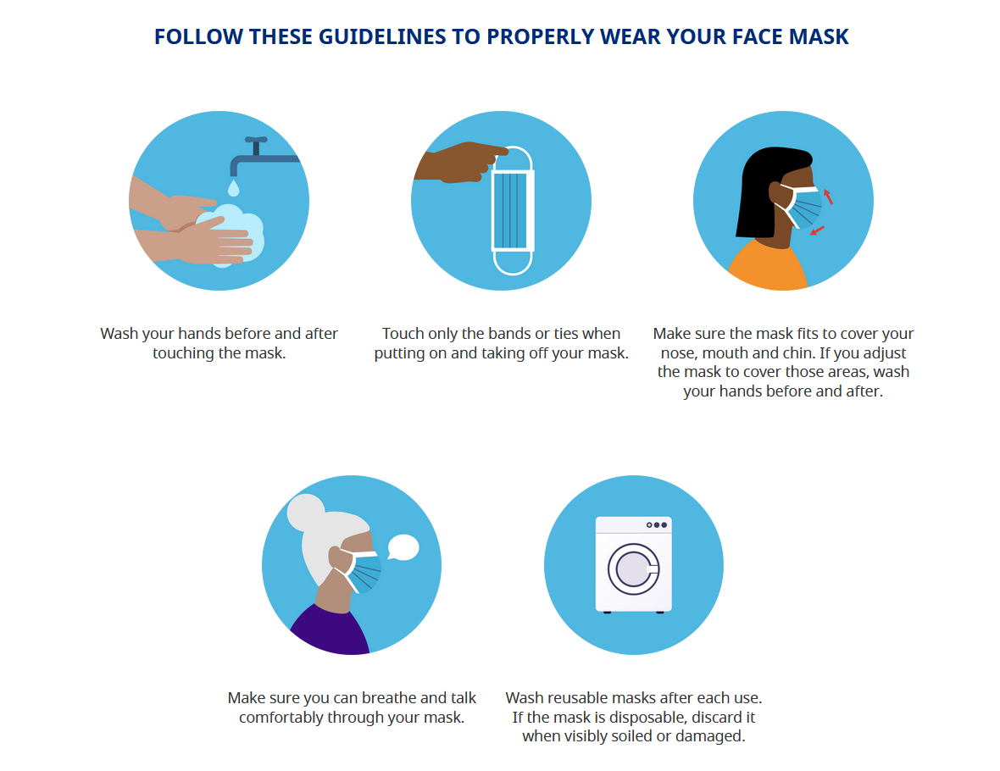 FOLLOW THESE GUIDELINES TO PROPERLY WEAR YOUR FACE MASK
Wash your hands before and after
touching the mask.
Touch only the bands or ties when
putting on and taking off your mask.
Make sure the mask fits to cover your
nose, mouth and chin. If you adjust
the mask to cover those areas, wash
your hands before and after.
Make sure you can breathe and talk
comfortably through your mask.
Wash reusable masks after each use.
If the mask is disposable, discard it
when visibly soiled or damaged.